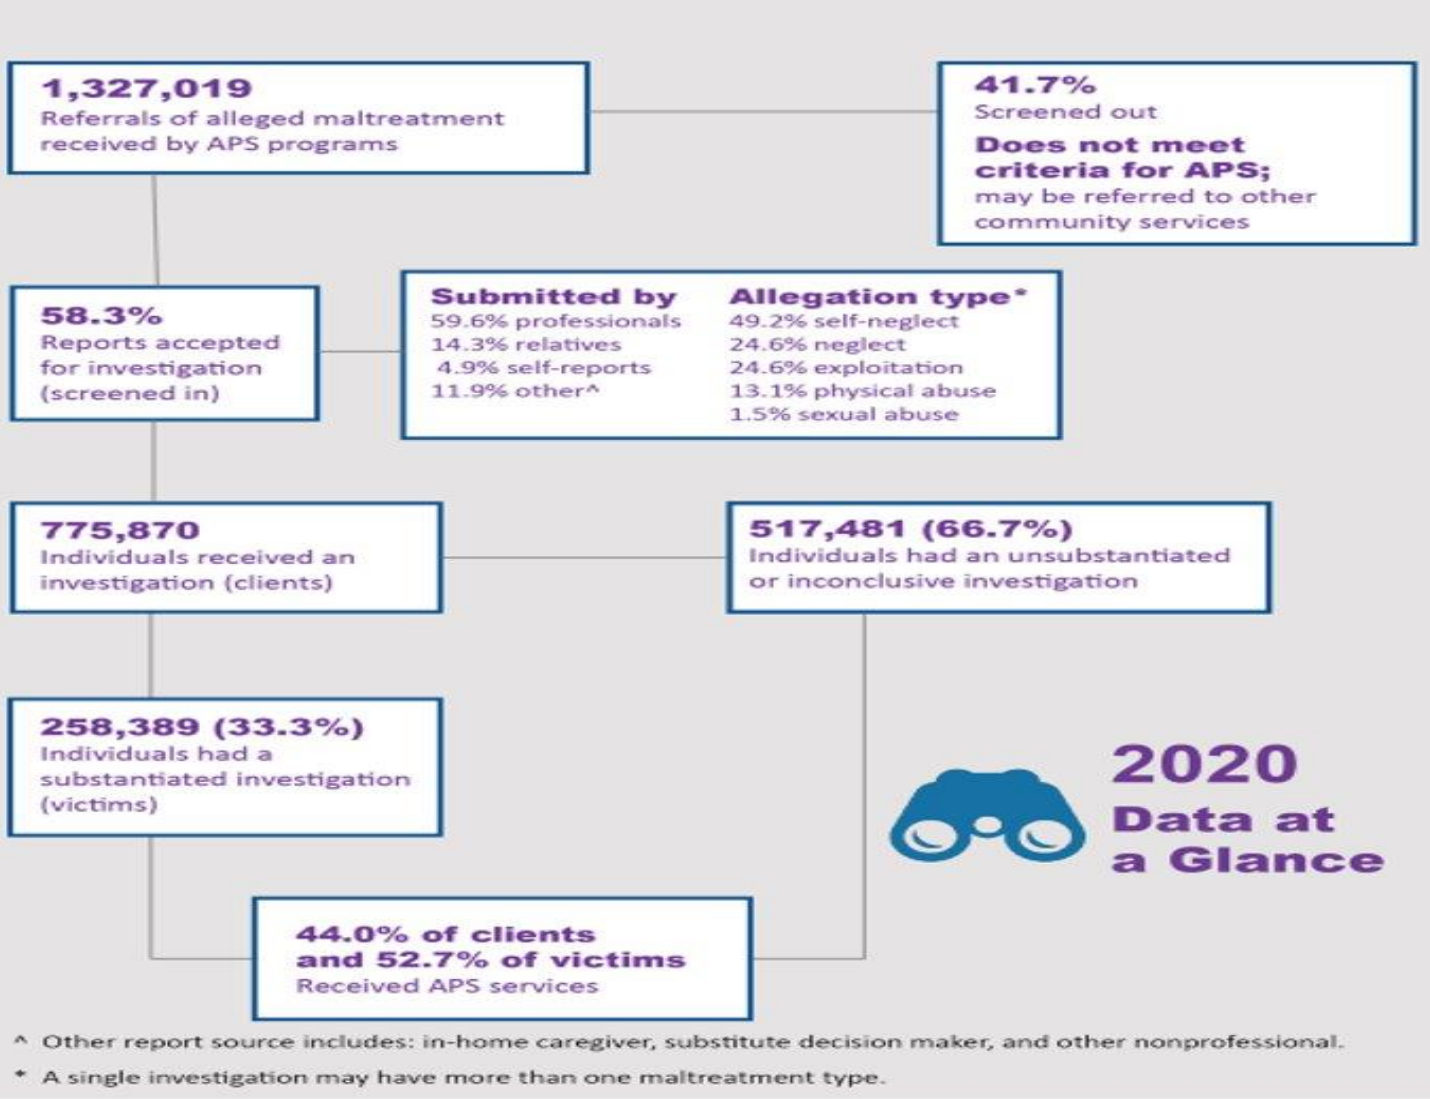 1,327,019
Referrals of alleged maltreatment
received by APS programs
41.7%
Screened out
Does not meet
criteria for APS;
may be referred to other
community services
58.3%
Reports accepted
for investigation
(screened in)
Submitted by
59.6% professionals
14.3% relatives
4.9% self-reports
11.9% other^
Allegation type*
49.2% self-neglect
24.6% neglect
24.6% exploitation
13.1% physical abuse
1.5% sexual abuse
775,870
Individuals received an
investigation (clients)
517,481 (66.7%)
Individuals had an unsubstantiated
or inconclusive investigation
258,389 (33.3%)
Individuals had a
substantiated investigation
(victims)
2020
Data at
a Glance
44.0% of clients
and 52.7% of victims
Received APS services
^ Other report source includes: in-home caregiver, substitute decision maker, and other nonprofessional.
* A single investigation may have more than one maltreatment type.